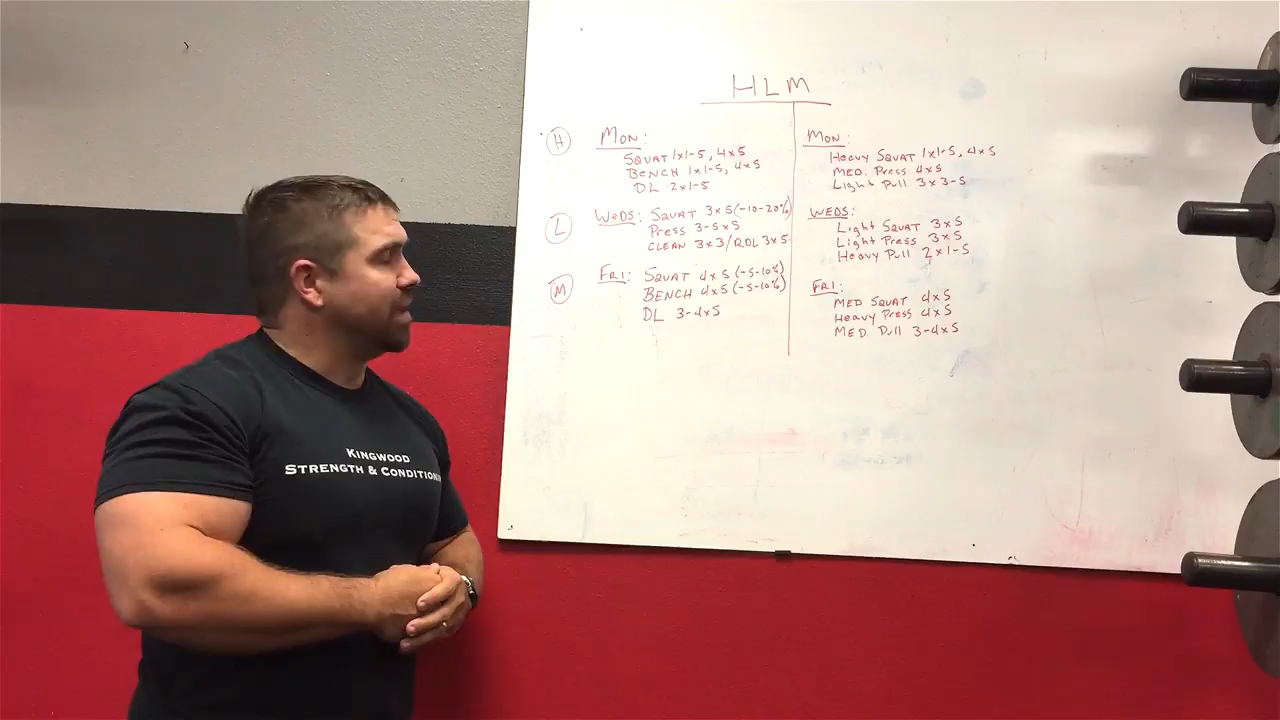 HLM
H
Mon:
Squat 1x1-5, 4x5
Bench 1x1-5, 4x5
DL 2x1-5
L
Weds: Squat 3x5 (-10-20%)
Press 3-5x5
Clean 3x3/RDL 3x5
M
Fri: Squat 4x5 (-5-10%)
Bench 4x5 (-5-10%)
DL 3-4x5
Mon:
Heavy Squat 1x1-5, 4x5
Med. Press 4x5
Light Pull 3x3-5
Weds:
Light Squat 3x5
Light Press 3x5
Heavy Pull 2x1-5
Fri:
Med Squat 4x5
Heavy Press 4x5
Med. Pull 3-4x5
Kingwood
Strength &